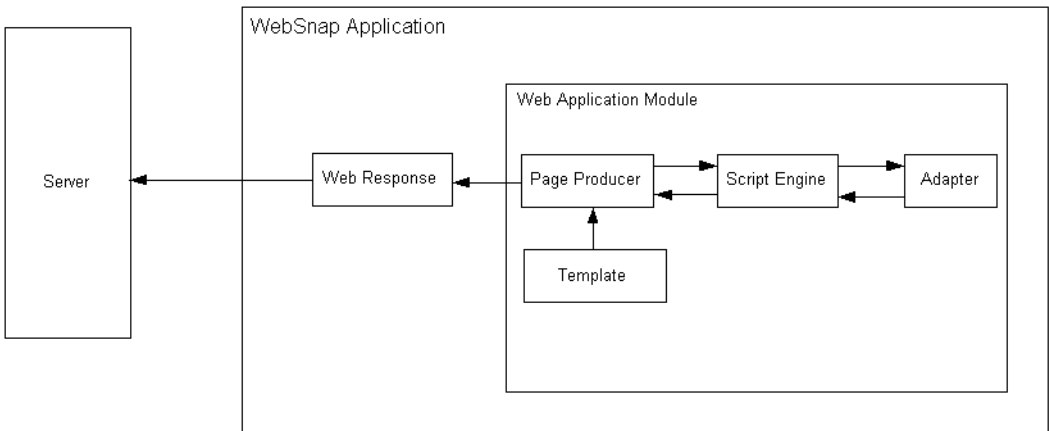 WebSnap Application
Web Application Module
Server
Web Response
Page Producer
Script Engine
Adapter
Template